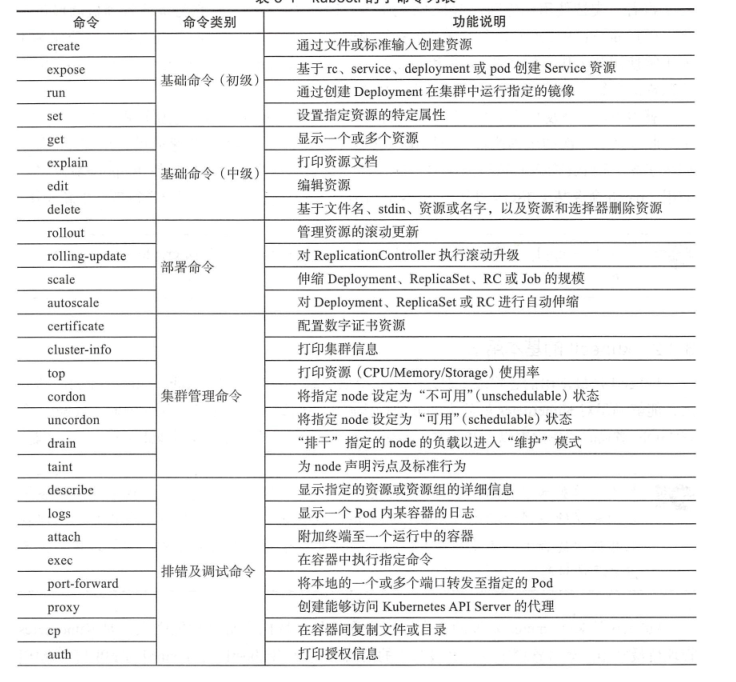 命令 命令类别 功能说明
create 基础命令（初级） 通过文件或标准输入创建资源
expose 基于 rc、service、deployment 或 pod 创建 Service 资源
run 通过创建 Deployment 在集群中运行指定的镜像
set 设置指定资源的特定属性
get 基础命令（中级） 显示一个或多个资源
explain 打印资源文档
edit 编辑资源
delete 基于文件名、stdin、资源或名字，以及资源和选择器删除资源
rollout 部署命令 管理资源的滚动更新
rolling-update 对 ReplicationController 执行滚动升级
scale 伸缩 Deployment、ReplicaSet、RC 或 Job 的规模
autoscale 对 Deployment、ReplicaSet 或 RC 进行自动伸缩
certificate 集群管理命令 配置数字证书资源
cluster-info 打印集群信息
top 打印资源（CPU/Memory/Storage）使用率
cordon 将指定 node 设定为“不可用”（unschedulable）状态
uncordon 将指定 node 设定为“可用”（schedulable）状态
drain “排干”指定的 node 的负载以进入“维护”模式
taint 为 node 声明污点及标准行为
describe 排错及调试命令 显示指定的资源或资源组的详细信息
logs 显示一个 Pod 内某容器的日志
attach 附加终端至一个运行中的容器
exec 在容器中执行指定命令
port-forward 将本地的一个或多个端口转发至指定的 Pod
proxy 创建能够访问 Kubernetes API Server 的代理
cp 在容器间复制文件或目录
auth 打印授权信息